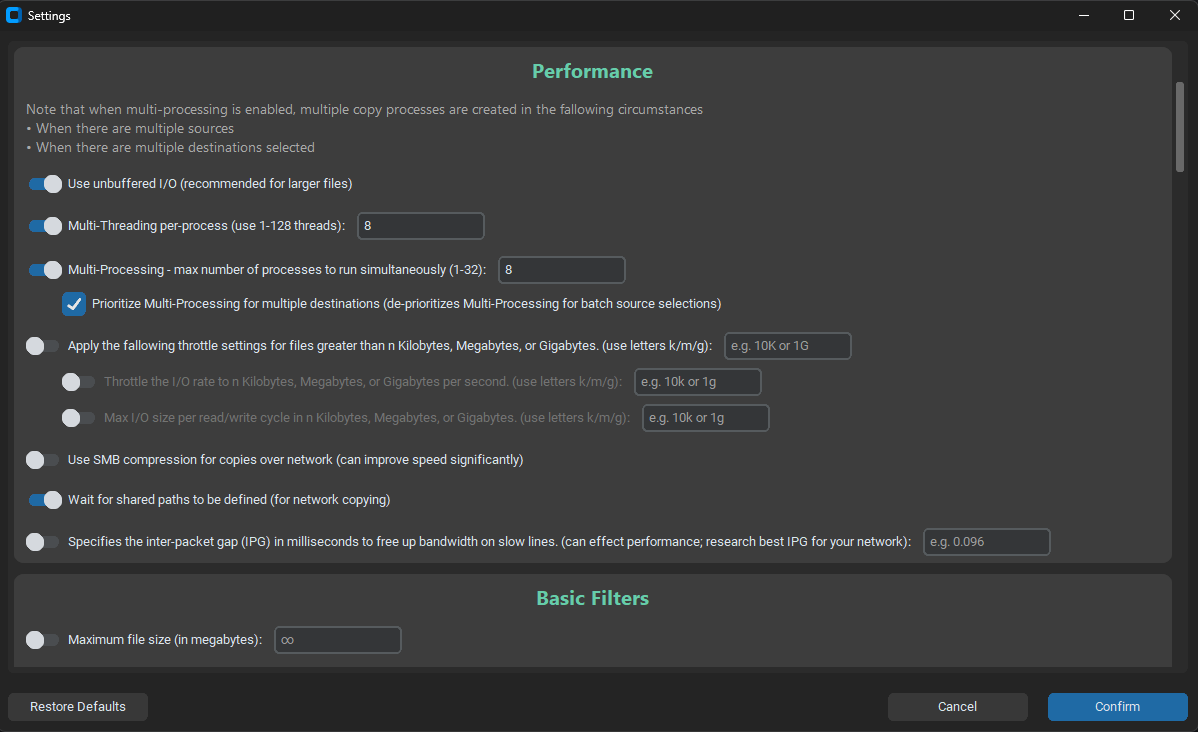 Settings
Performance
Note that when multi-processing is enabled, multiple copy processes are created in the fallowing circumstances
• When there are multiple sources
• When there are multiple destinations selected
Use unbuffered I/O (recommended for larger files)
Multi-Threading per-process (use 1-128 threads): 8
Multi-Processing - max number of processes to run simultaneously (1-32): 8
Prioritize Multi-Processing for multiple destinations (de-prioritizes Multi-Processing for batch source selections)
Apply the fallowing throttle settings for files greater than n Kilobytes, Megabytes, or Gigabytes. (use letters k/m/g): e.g. 10K or 1G
Throttle the I/O rate to n Kilobytes, Megabytes, or Gigabytes per second. (use letters k/m/g): e.g. 10k or 1g
Max I/O size per read/write cycle in n Kilobytes, Megabytes, or Gigabytes. (use letters k/m/g): e.g. 10k or 1g
Use SMB compression for copies over network (can improve speed significantly)
Wait for shared paths to be defined (for network copying)
Specifies the inter-packet gap (IPG) in milliseconds to free up bandwidth on slow lines. (can effect performance; research best IPG for your network): e.g. 0.096
Basic Filters
Maximum file size (in megabytes): ∞
Restore Defaults Cancel Confirm